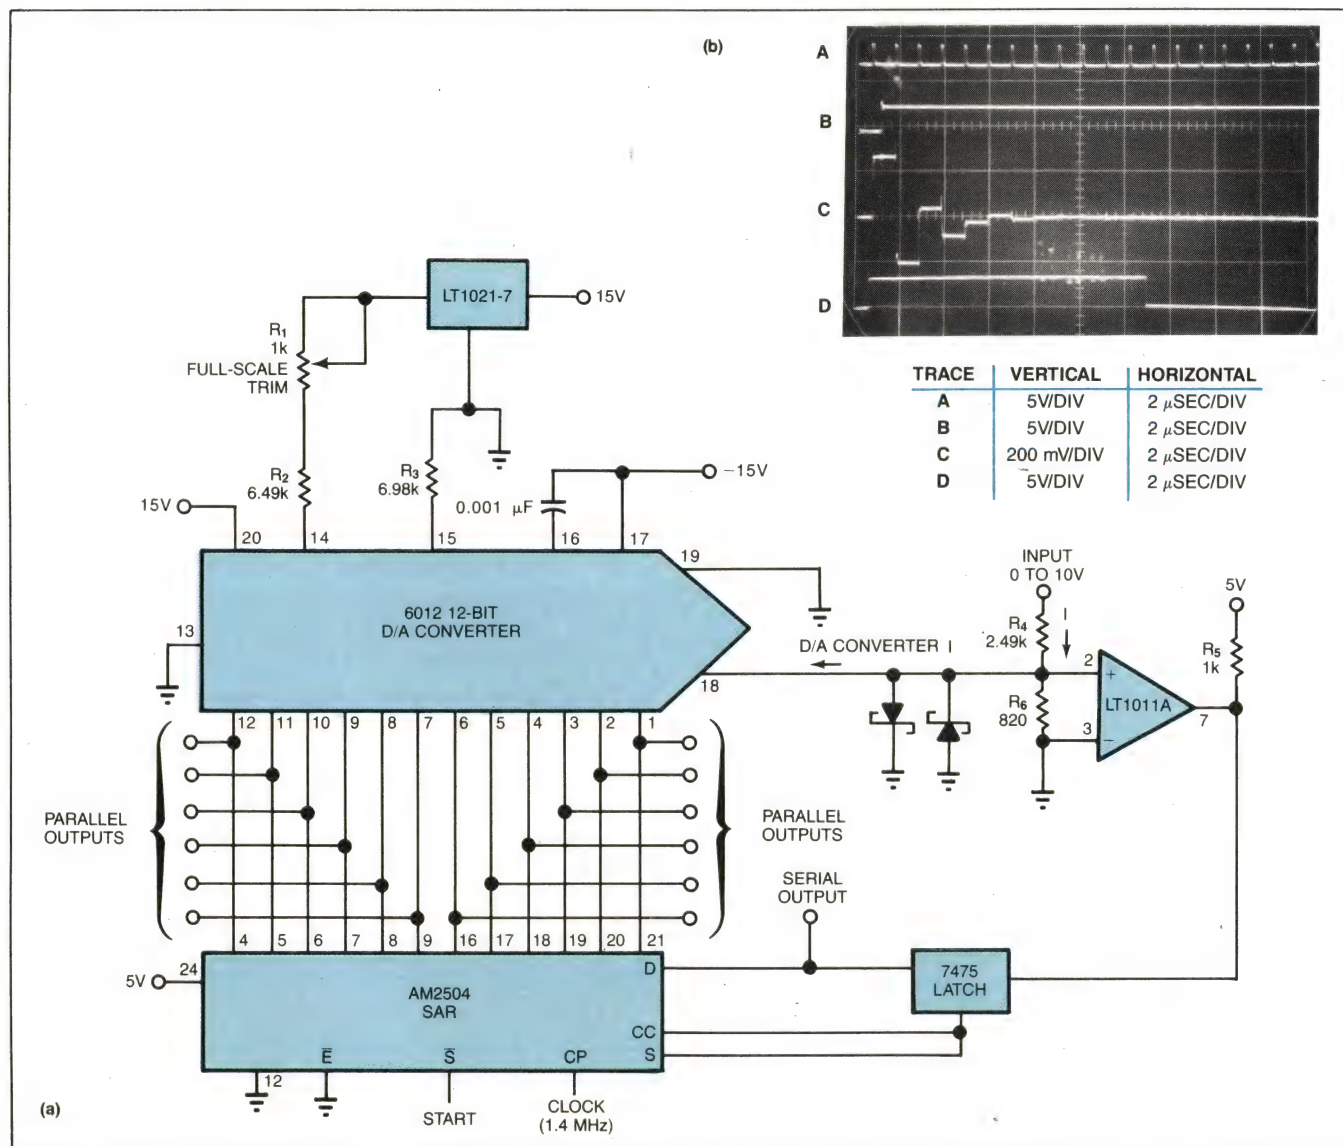 (b)
A
B
C
D
TRACE VERTICAL HORIZONTAL
A 5V/DIV 2 μSEC/DIV
B 5V/DIV 2 μSEC/DIV
C 200 mV/DIV 2 μSEC/DIV
D 5V/DIV 2 μSEC/DIV
LT1021-7
15V
R1
1k
FULL-SCALE
TRIM
R2
6.49k
R3
6.98k
0.001 μF
−15V
15V
20 14 15 16 17
19
13
6012 12-BIT
D/A CONVERTER
18
D/A CONVERTER I
INPUT
0 TO 10V
R4
2.49k
I
R6
820
2
+
3
−
LT1011A
7
5V
R5
1k
12 11 10 9 8 7 6 5 4 3 2 1
PARALLEL
OUTPUTS
PARALLEL
OUTPUTS
SERIAL
OUTPUT
4 5 6 7 8 9 16 17 18 19 20 21
5V
24
AM2504
SAR
D
CC
S
E̅ S̅ CP
12
START
CLOCK
(1.4 MHz)
7475
LATCH
(a)